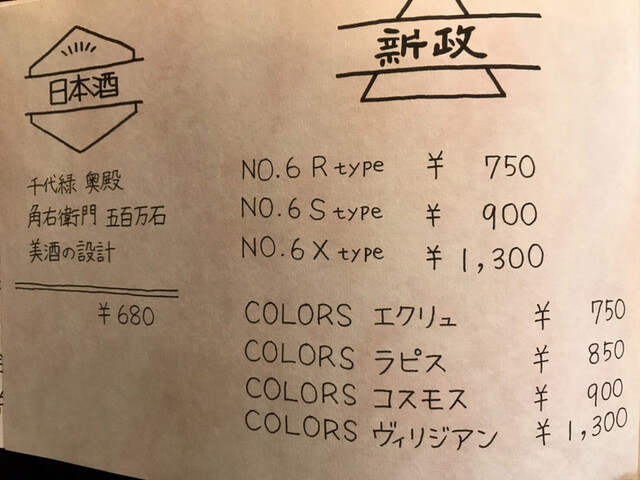 日本酒
千代緑 奥殿
角右衛門 五百万石
美酒の設計
¥680
新政
NO.6 R type ¥ 750
NO.6 S type ¥ 900
NO.6 X type ¥ 1,300
COLORS エクリュ ¥ 750
COLORS ラピス ¥ 850
COLORS コスモス ¥ 900
COLORS ヴィリジアン ¥ 1,300